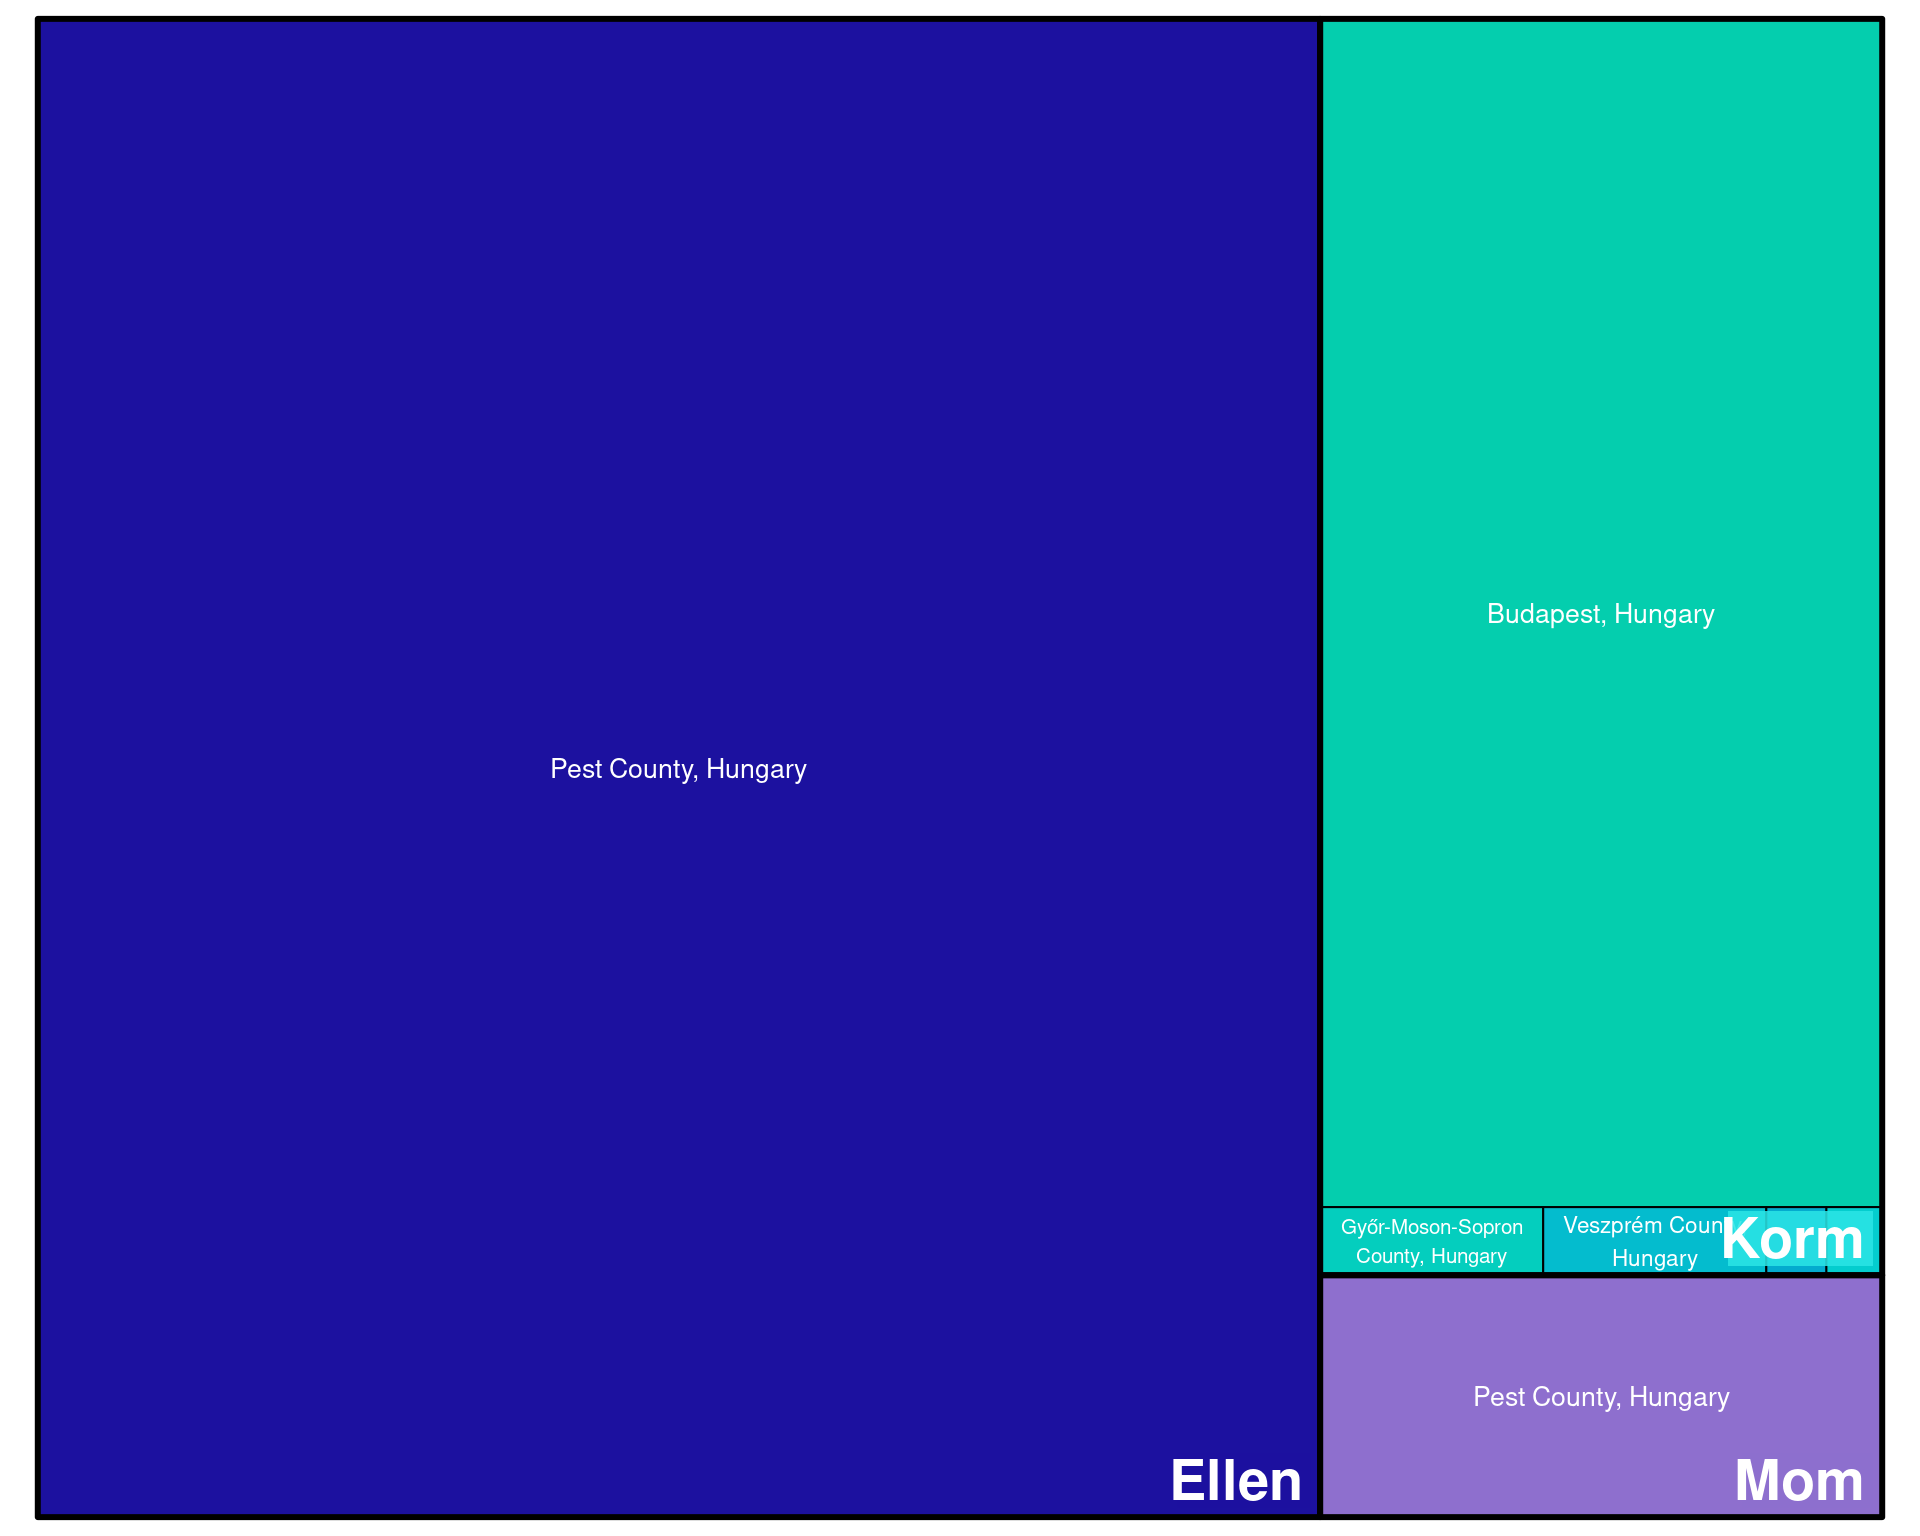 Pest County, Hungary
Ellen
Budapest, Hungary
Győr-Moson-Sopron
County, Hungary
Veszprém Coun
Hungary
Korm
Pest County, Hungary
Mom